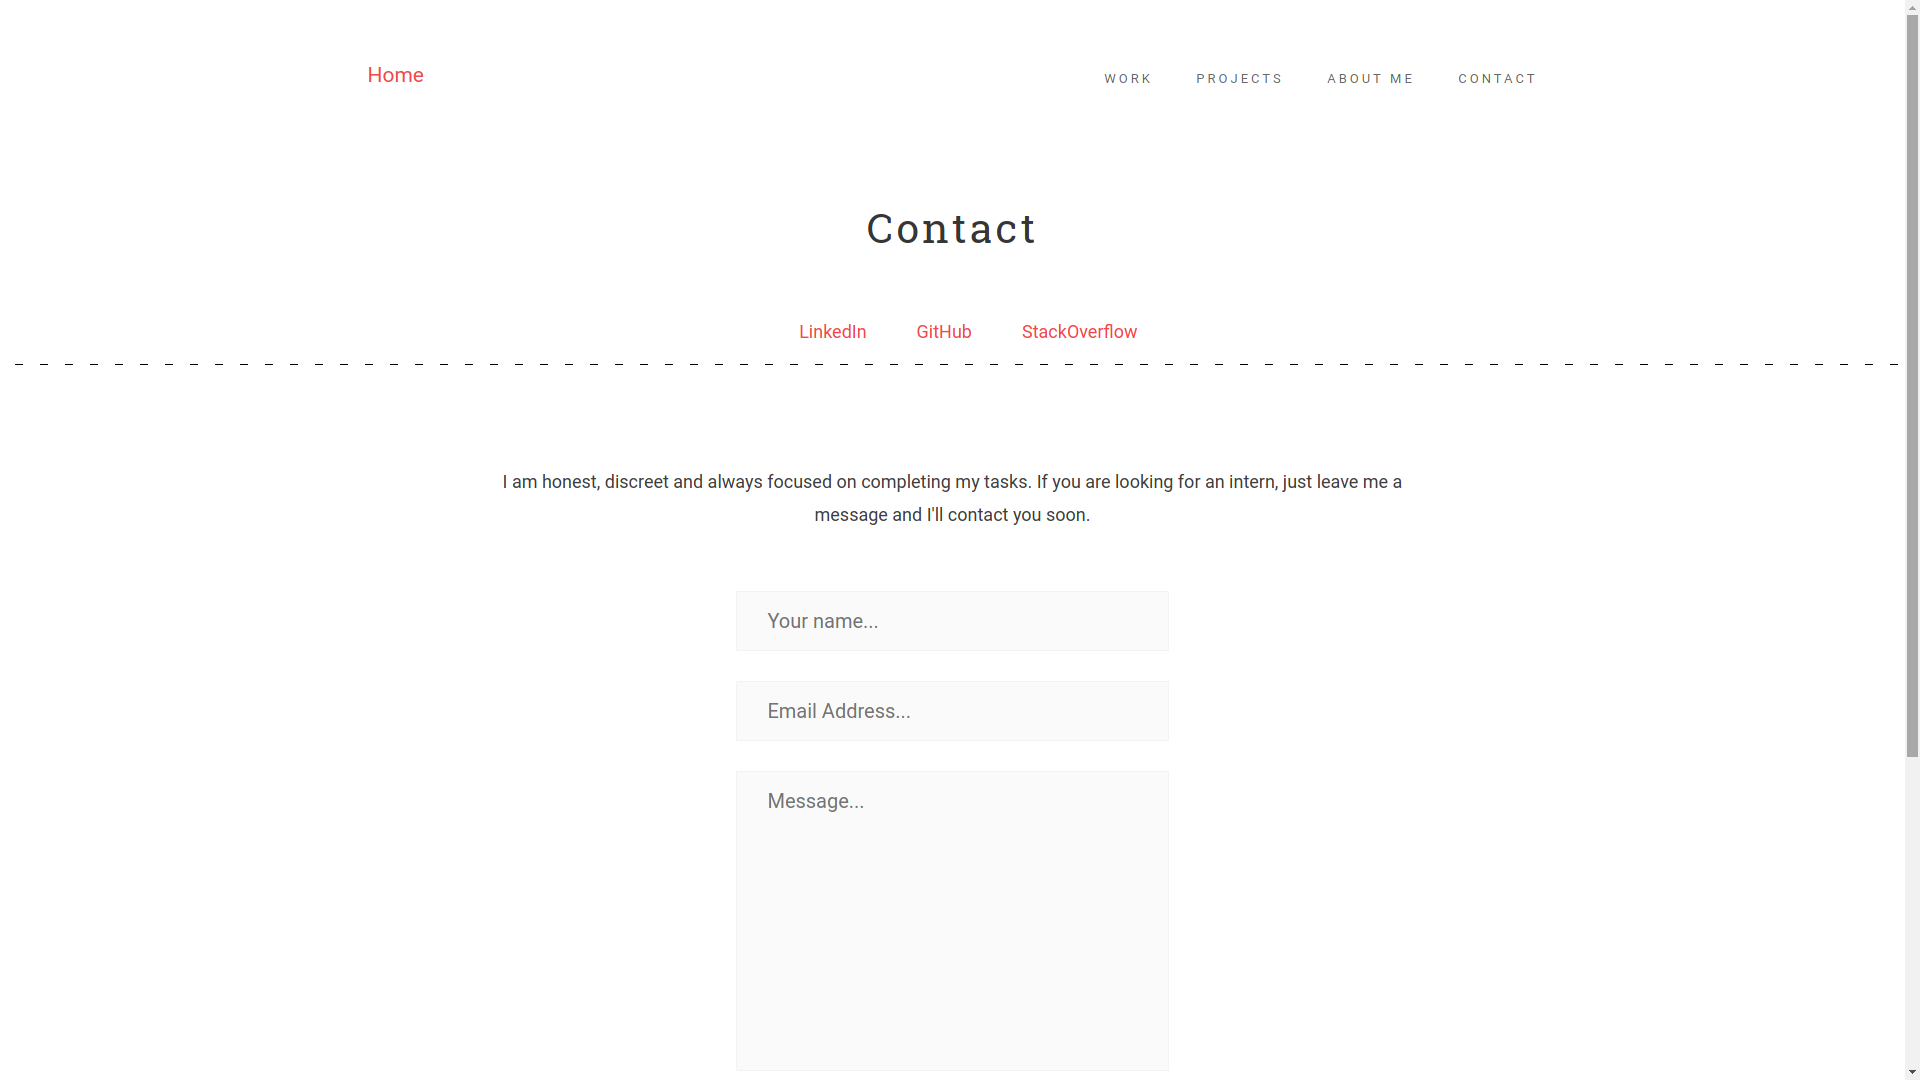 Home
WORK
PROJECTS
ABOUT ME
CONTACT
Contact
LinkedIn
GitHub
StackOverflow
I am honest, discreet and always focused on completing my tasks. If you are looking for an intern, just leave me a
message and I'll contact you soon.
Your name...
Email Address...
Message...